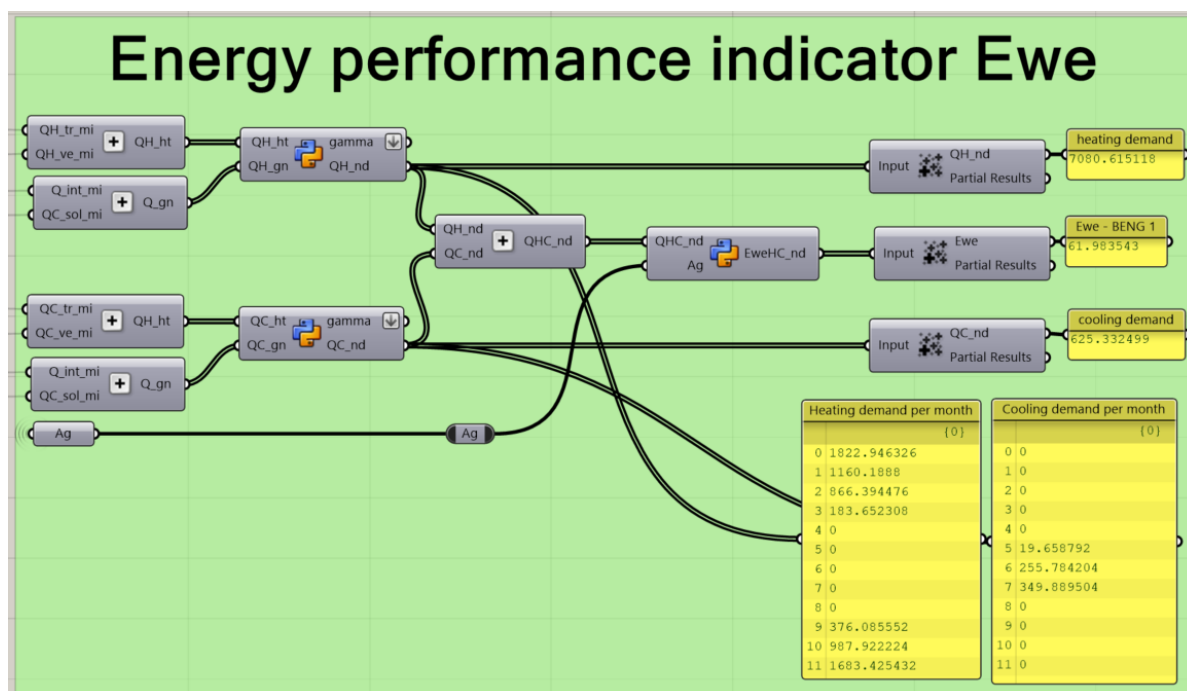 Energy performance indicator Ewe
QH_tr_mi
QH_ve_mi
QH_ht
Q_int_mi
QC_sol_mi
Q_gn
QH_ht
QH_gn
gamma
QH_nd
QH_nd
QC_nd
QHC_nd
QHC_nd
Ag
EweHC_nd
Input
QH_nd
Partial Results
heating demand
7080.615118
Input
Ewe
Partial Results
Ewe - BENG 1
61.983543
QC_tr_mi
QC_ve_mi
QH_ht
Q_int_mi
QC_sol_mi
Q_gn
QC_ht
QC_gn
gamma
QC_nd
Input
QC_nd
Partial Results
cooling demand
625.332499
Ag
Ag
Heating demand per month
{0}
0 1822.946326
1 1160.1888
2 866.394476
3 183.652308
4 0
5 0
6 0
7 0
8 0
9 376.085552
10 987.922224
11 1683.425432
Cooling demand per month
{0}
0 0
1 0
2 0
3 0
4 0
5 19.658792
6 255.784204
7 349.889504
8 0
9 0
10 0
11 0